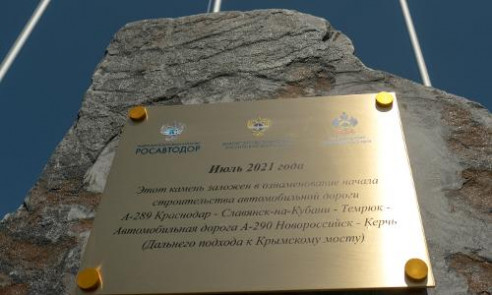 РОСАВТОДОР
Июль 2021 года
Этот камень заложен в ознаменование начала
строительства автомобильной дороги
А-289 Краснодар - Славянск-на-Кубани - Темрюк -
Автомобильная дорога А-290 Новороссийск - Керчь
(Дальнего подхода к Крымскому мосту)